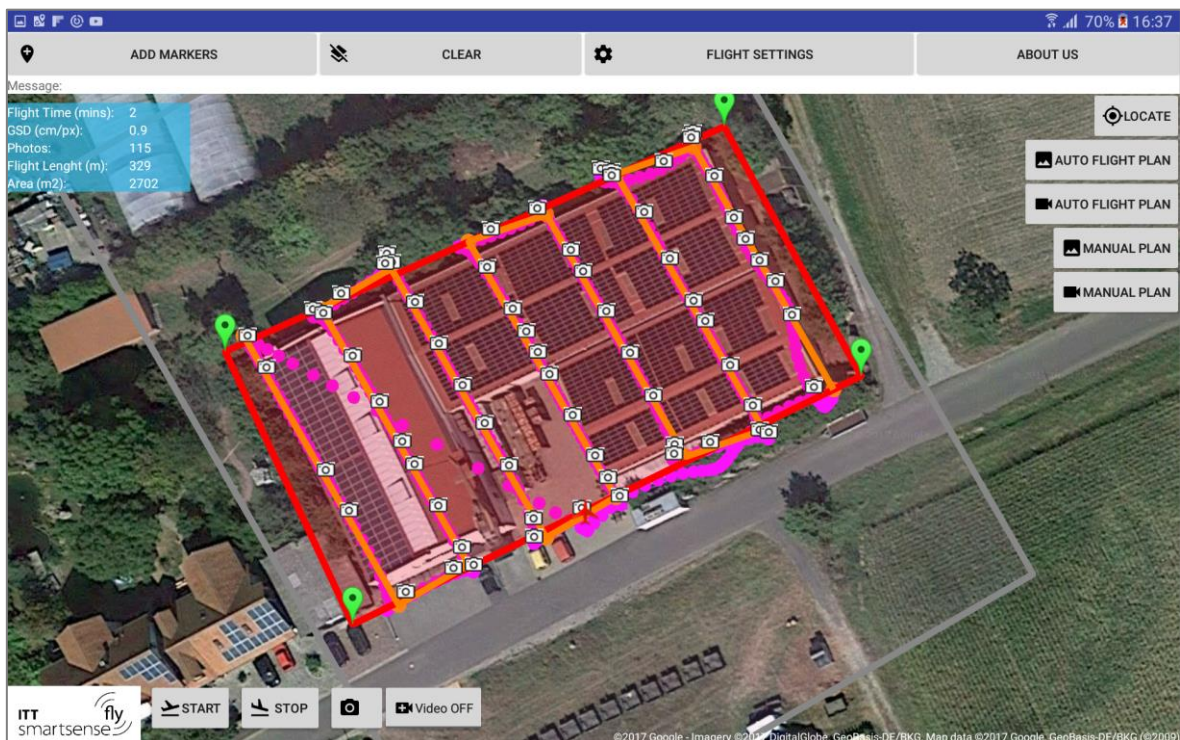 70% 16:37
ADD MARKERS
CLEAR
FLIGHT SETTINGS
ABOUT US
Message:
Flight Time (mins): 2
GSD (cm/px): 0.9
Photos: 115
Flight Lenght (m): 329
Area (m2): 2702
LOCATE
AUTO FLIGHT PLAN
AUTO FLIGHT PLAN
MANUAL PLAN
MANUAL PLAN
ITT
fly
smartsense
START
STOP
Video OFF
©2017 Google - Imagery ©2017 DigitalGlobe, GeoBasis-DE/BKG, Map data ©2017 Google, GeoBasis-DE/BKG (©2009)